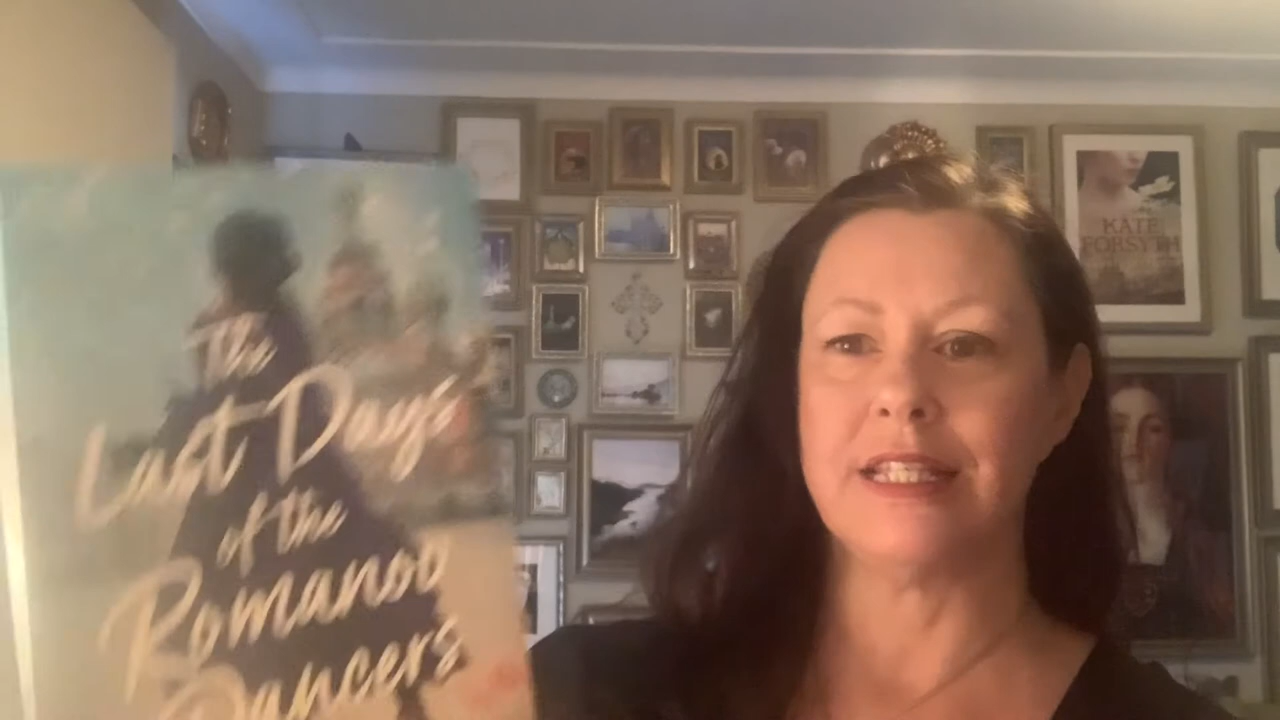 The
Last Days
of the
Romanov
Dancers
KATE
FORSYTH